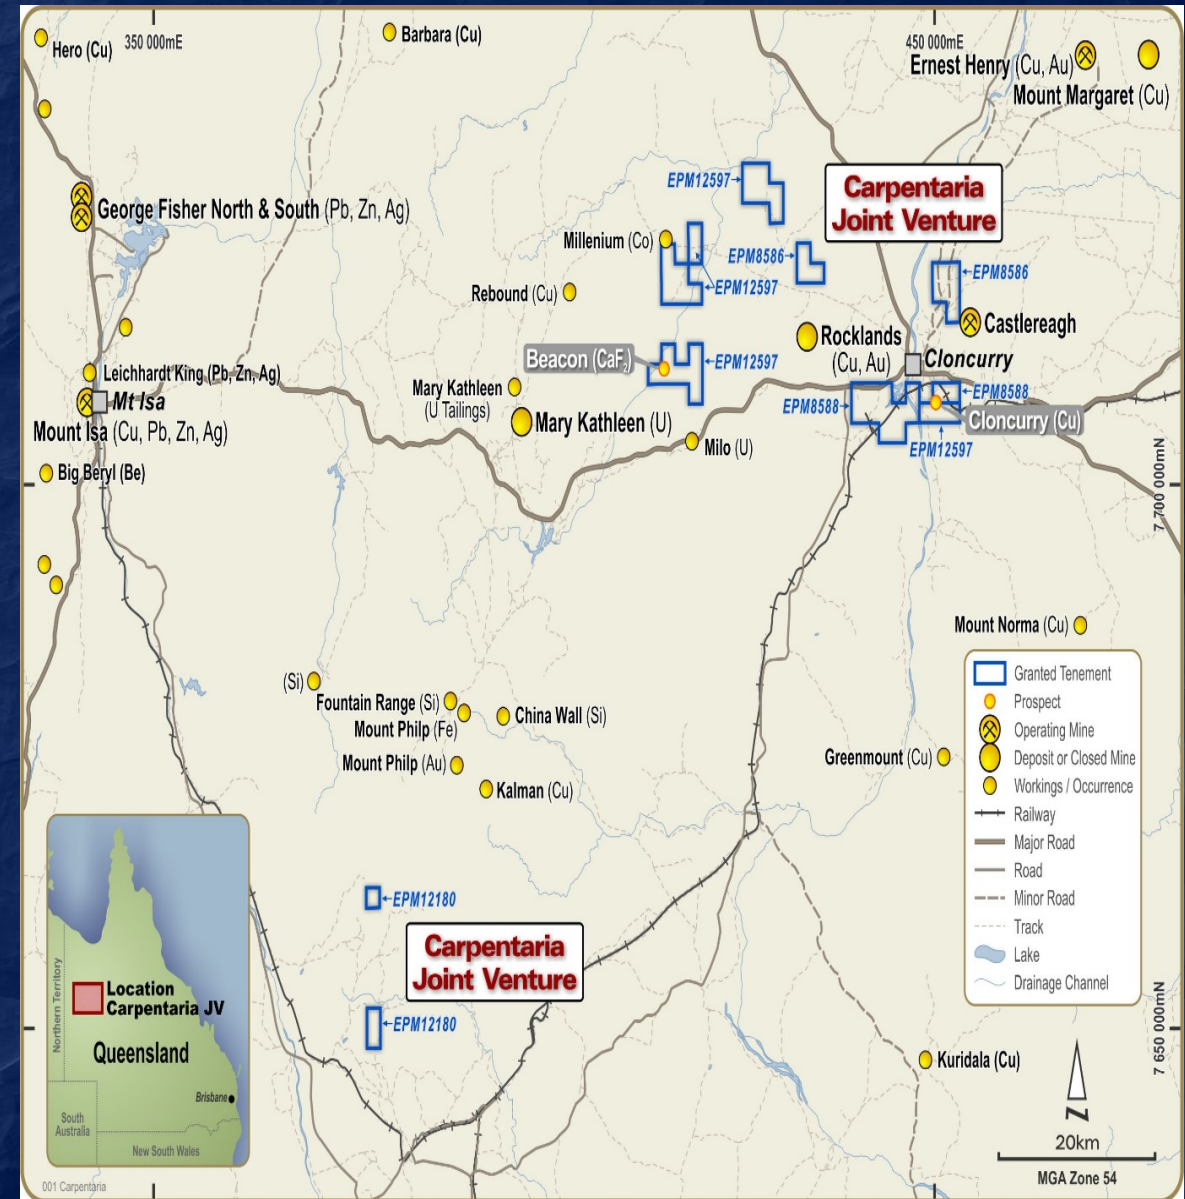 Hero (Cu)
350 000mE
Barbara (Cu)
450 000mE
Ernest Henry (Cu, Au)
Mount Margaret (Cu)
EPM12597
Carpentaria
Joint Venture
George Fisher North & South (Pb, Zn, Ag)
Millenium (Co)
EPM8586
EPM8586
EPM12597
Rebound (Cu)
Castlereagh
Rocklands
(Cu, Au)
Cloncurry
Beacon (CaF2)
EPM12597
Leichhardt King (Pb, Zn, Ag)
Mt Isa
Mary Kathleen
(U Tailings)
EPM8588
EPM8588
Mount Isa (Cu, Pb, Zn, Ag)
Mary Kathleen (U)
Cloncurry (Cu)
Milo (U)
EPM12597
Big Beryl (Be)
7 700 000mN
Mount Norma (Cu)
(Si)
Fountain Range (Si)
Mount Philp (Fe)
China Wall (Si)
Mount Philp (Au)
Kalman (Cu)
Greenmount (Cu)
Granted Tenement
Prospect
Operating Mine
Deposit or Closed Mine
Workings / Occurrence
Railway
Major Road
Road
Minor Road
Track
Lake
Drainage Channel
EPM12180
Carpentaria
Joint Venture
EPM12180
Kuridala (Cu)
7 650 000mN
Northern Territory
Location
Carpentaria JV
Queensland
Brisbane
South
Australia
New South Wales
N
20km
MGA Zone 54
001 Carpentaria